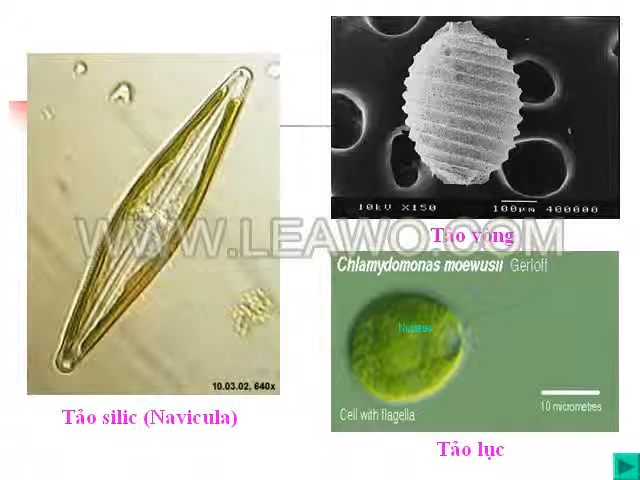 10kV X150 100µm 400000
Tảo vòng
WWW.LEAWO.COM
Chlamydomonas moewusii Gerloff
Nucleus
10 micrometres
Cell with flagella
10.03.02, 640x
Tảo silic (Navicula)
Tảo lục